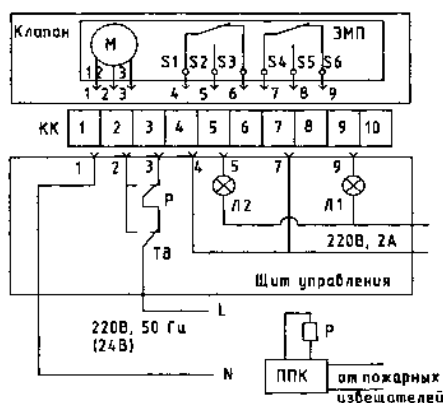 Клапан
ЭМП
М
S1 S2 S3 S4 S5 S6
1 2 3
1 2 3 4 5 6 7 8 9
КК 1 2 3 4 5 6 7 8 9 10
1 2 3 4 5 7 9
Р Л2 Л1
Тв
220В, 2А
Щит управления
L
220В, 50 Гц
(24В)
Р
N
ППК
от пожарных
извещателей